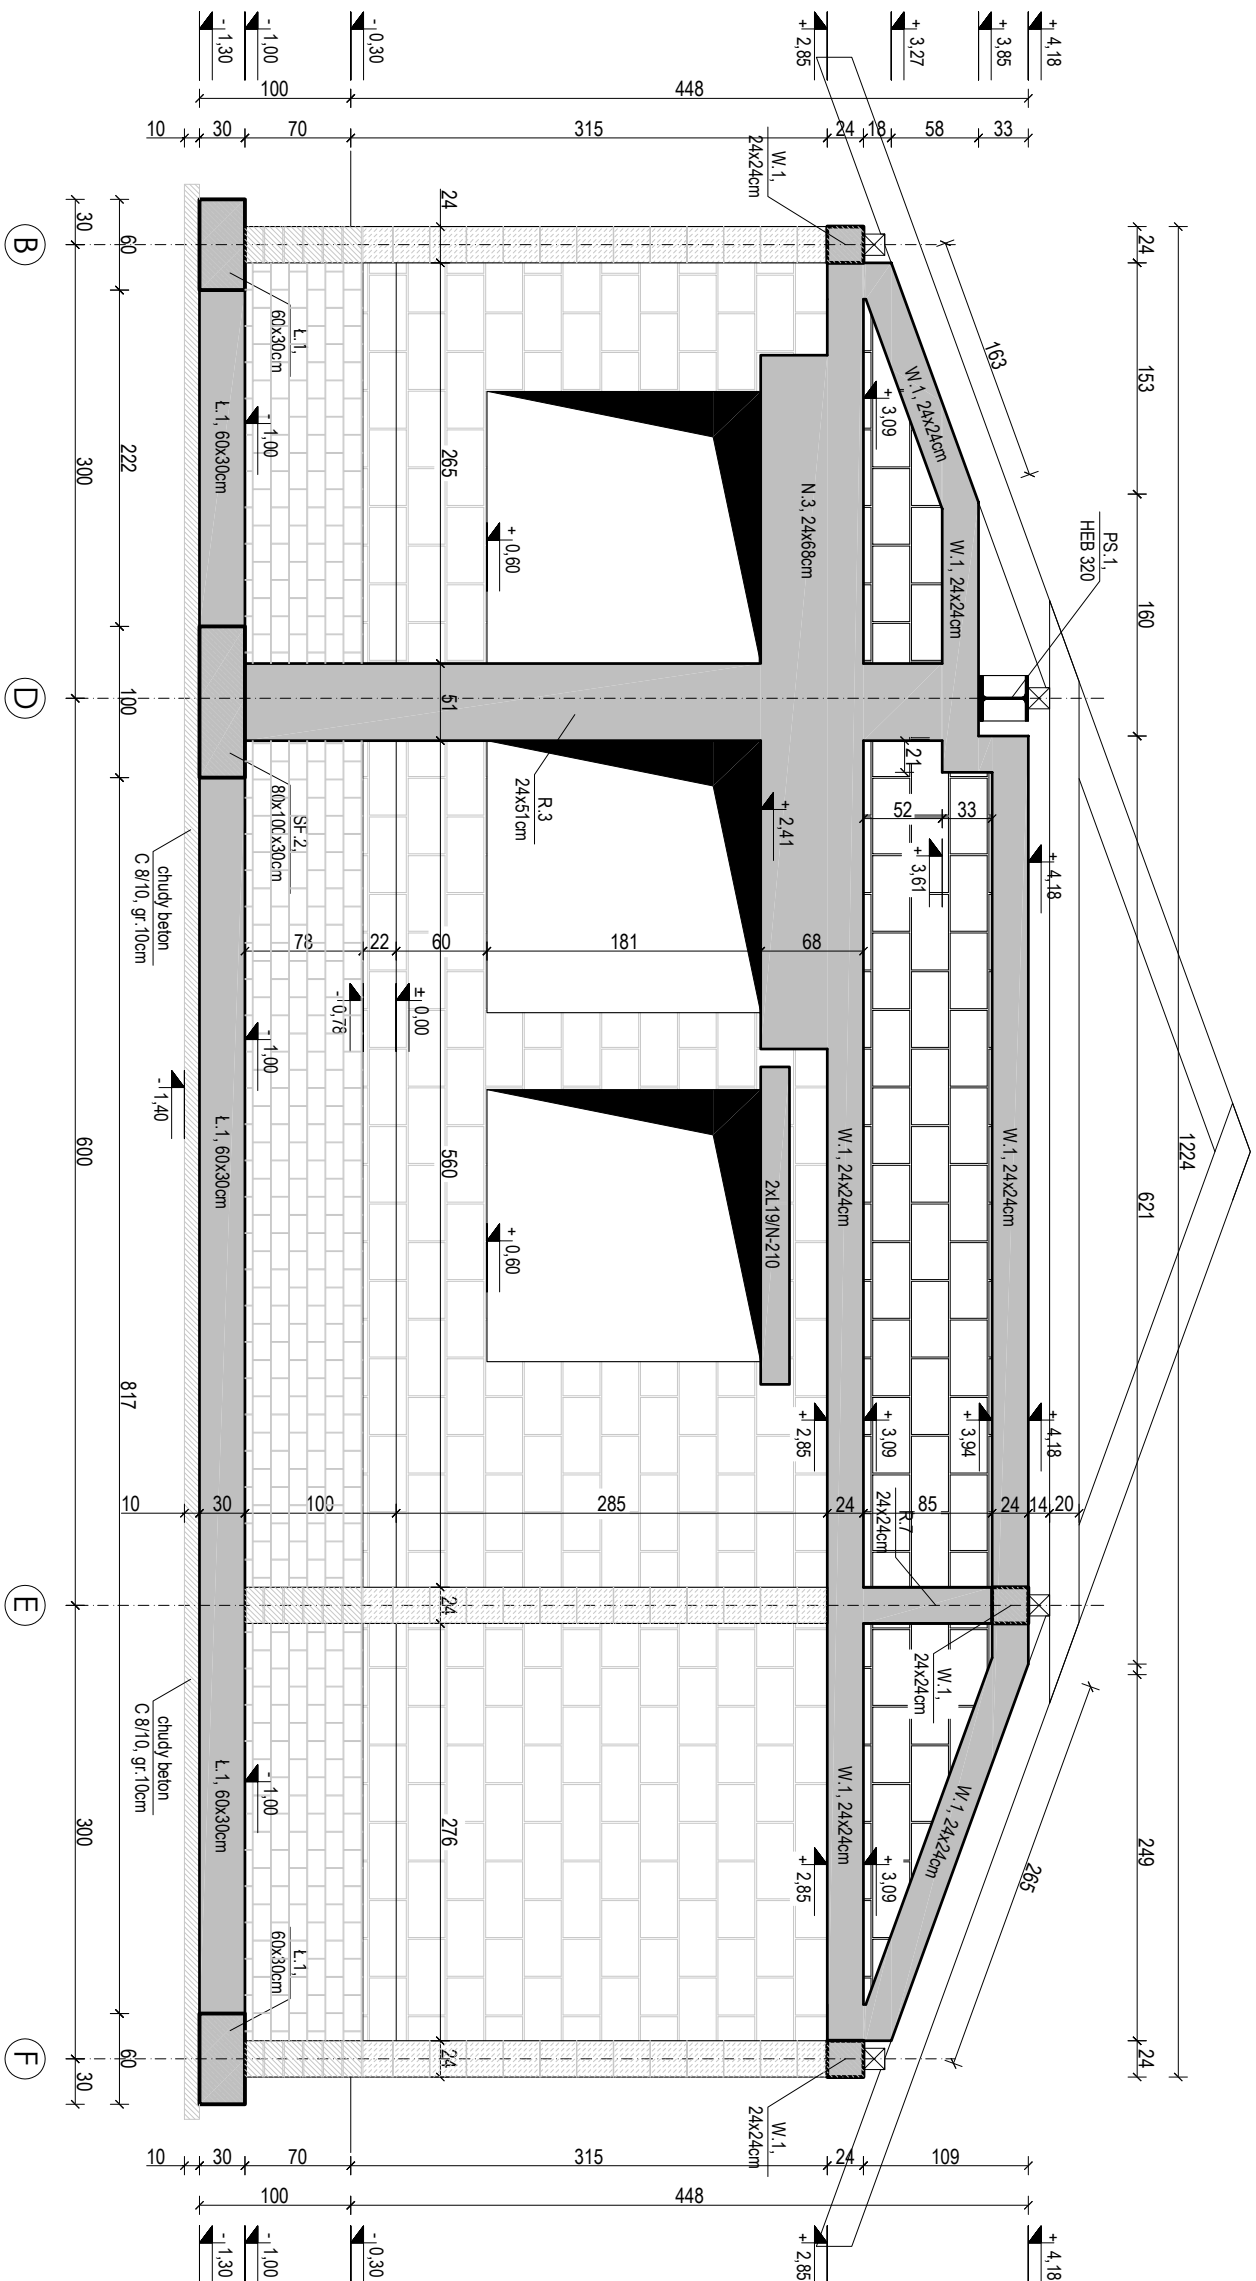 + 4,18
+ 3,85
+ 3,27
+ 2,85
- 0,30
- 1,00
- 1,30
448
100
33
58
18
24
315
70
30
10
W.1,
24x24cm
24
153
160
621
249
24
1224
163
265
PS.1,
HEB 320
W.1, 24x24cm
W.1, 24x24cm
W.1, 24x24cm
W.1, 24x24cm
+ 3,09
+ 4,18
+ 4,18
+ 3,94
+ 3,09
+ 2,85
+ 3,09
+ 2,85
+ 3,61
21
52
33
N.3, 24x68cm
W.1, 24x24cm
W.1, 24x24cm
2xL19/N-210
+ 2,41
R.7
24x24cm
W.1,
24x24cm
R.3
24x51cm
+ 0,60
+ 0,60
± 0,00
- 0,78
78
22
60
181
68
10
30
100
285
24
85
24
14
20
24
265
51
560
24
276
24
- 1,00
- 1,00
- 1,00
- 1,40
Ł.1,
60x30cm
Ł.1, 60x30cm
SF.2,
80x100x30cm
Ł.1, 60x30cm
Ł.1, 60x30cm
Ł.1,
60x30cm
chudy beton
C 8/10, gr.10cm
chudy beton
C 8/10, gr.10cm
60
222
100
817
60
30
300
600
300
30
B
D
E
F
W.1,
24x24cm
109
24
315
70
30
10
448
100
+ 4,18
+ 2,85
- 0,30
- 1,00
- 1,30